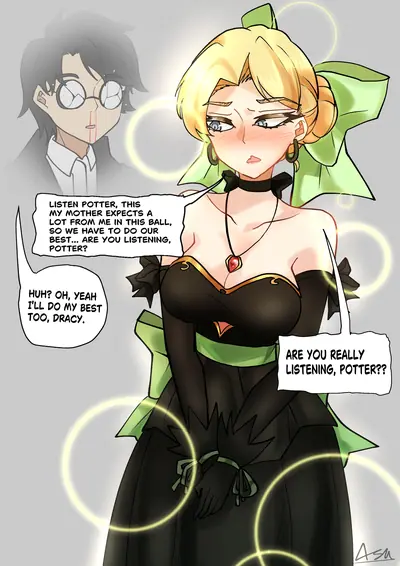 LISTEN POTTER, THIS
MY MOTHER EXPECTS A
LOT FROM ME IN THIS BALL,
SO WE HAVE TO DO OUR
BEST... ARE YOU LISTENING,
POTTER?
HUH? OH, YEAH
I'LL DO MY BEST
TOO, DRACY.
ARE YOU REALLY
LISTENING, POTTER??